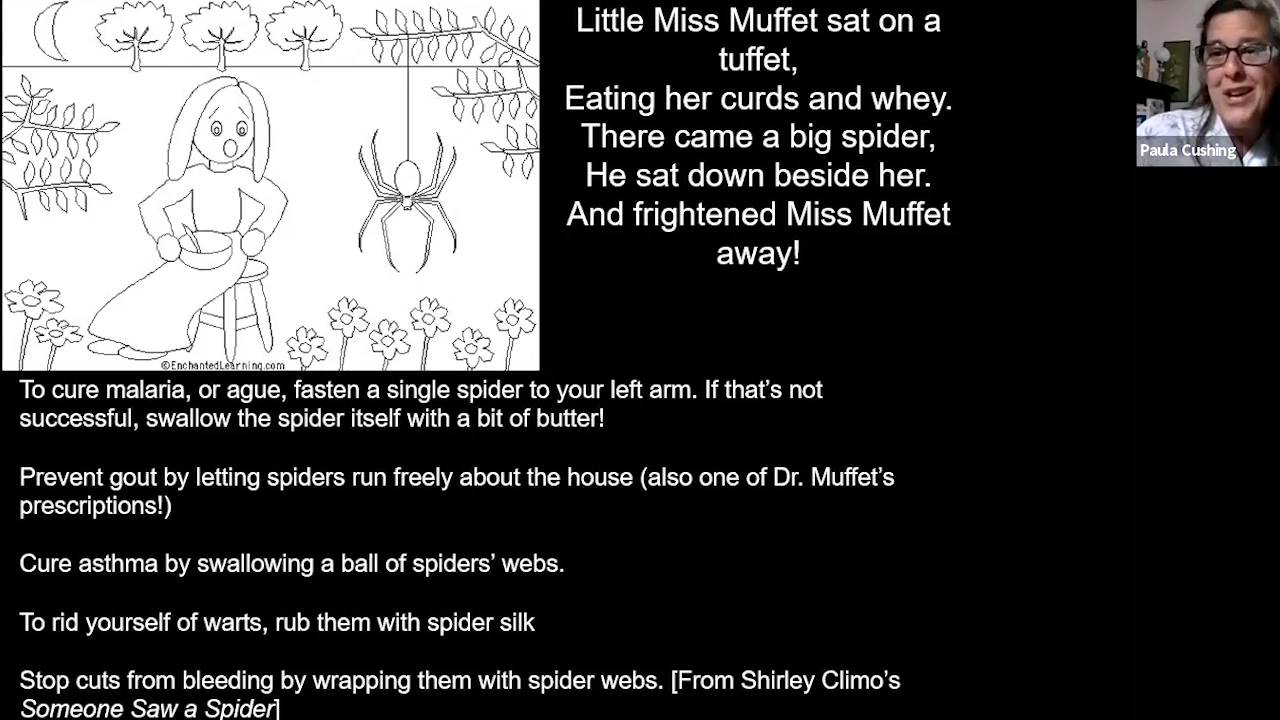 Little Miss Muffet sat on a
tuffet,
Eating her curds and whey.
There came a big spider,
He sat down beside her.
And frightened Miss Muffet
away!
Paula Cushing
©EnchantedLearning.com
To cure malaria, or ague, fasten a single spider to your left arm. If that’s not
successful, swallow the spider itself with a bit of butter!
Prevent gout by letting spiders run freely about the house (also one of Dr. Muffet’s
prescriptions!)
Cure asthma by swallowing a ball of spiders’ webs.
To rid yourself of warts, rub them with spider silk
Stop cuts from bleeding by wrapping them with spider webs. [From Shirley Climo’s
Someone Saw a Spider]